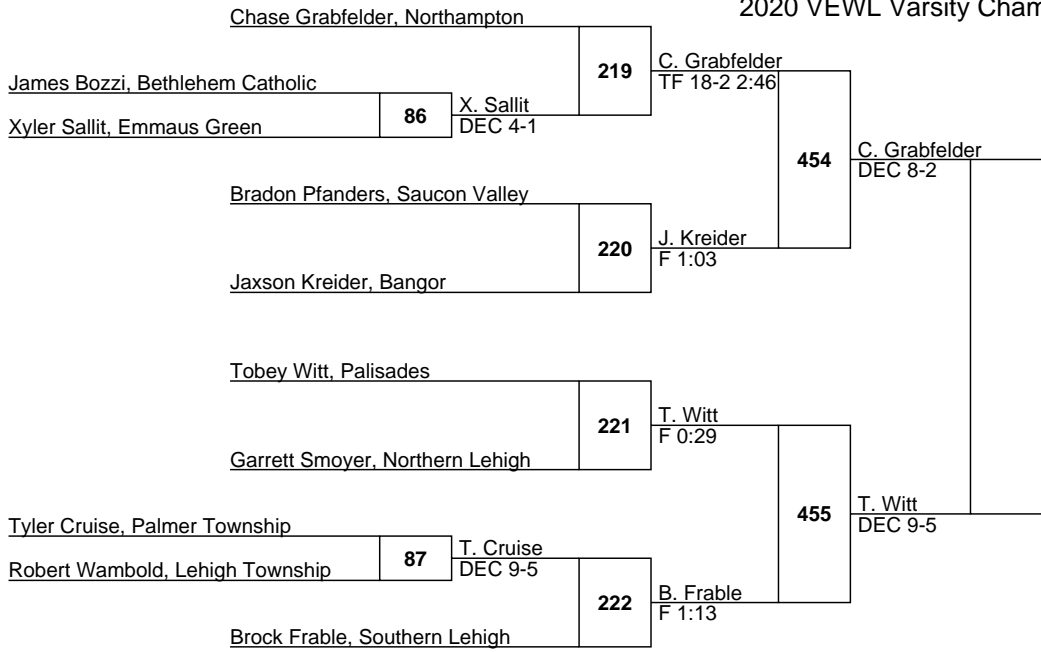 2020 VEWL Varsity Cham
Chase Grabfelder, Northampton
219
C. Grabfelder
TF 18-2 2:46
James Bozzi, Bethlehem Catholic
86
X. Sallit
DEC 4-1
Xyler Sallit, Emmaus Green
454
C. Grabfelder
DEC 8-2
Bradon Pfanders, Saucon Valley
220
J. Kreider
F 1:03
Jaxson Kreider, Bangor
Tobey Witt, Palisades
221
T. Witt
F 0:29
Garrett Smoyer, Northern Lehigh
455
T. Witt
DEC 9-5
Tyler Cruise, Palmer Township
87
T. Cruise
DEC 9-5
Robert Wambold, Lehigh Township
222
B. Frable
F 1:13
Brock Frable, Southern Lehigh